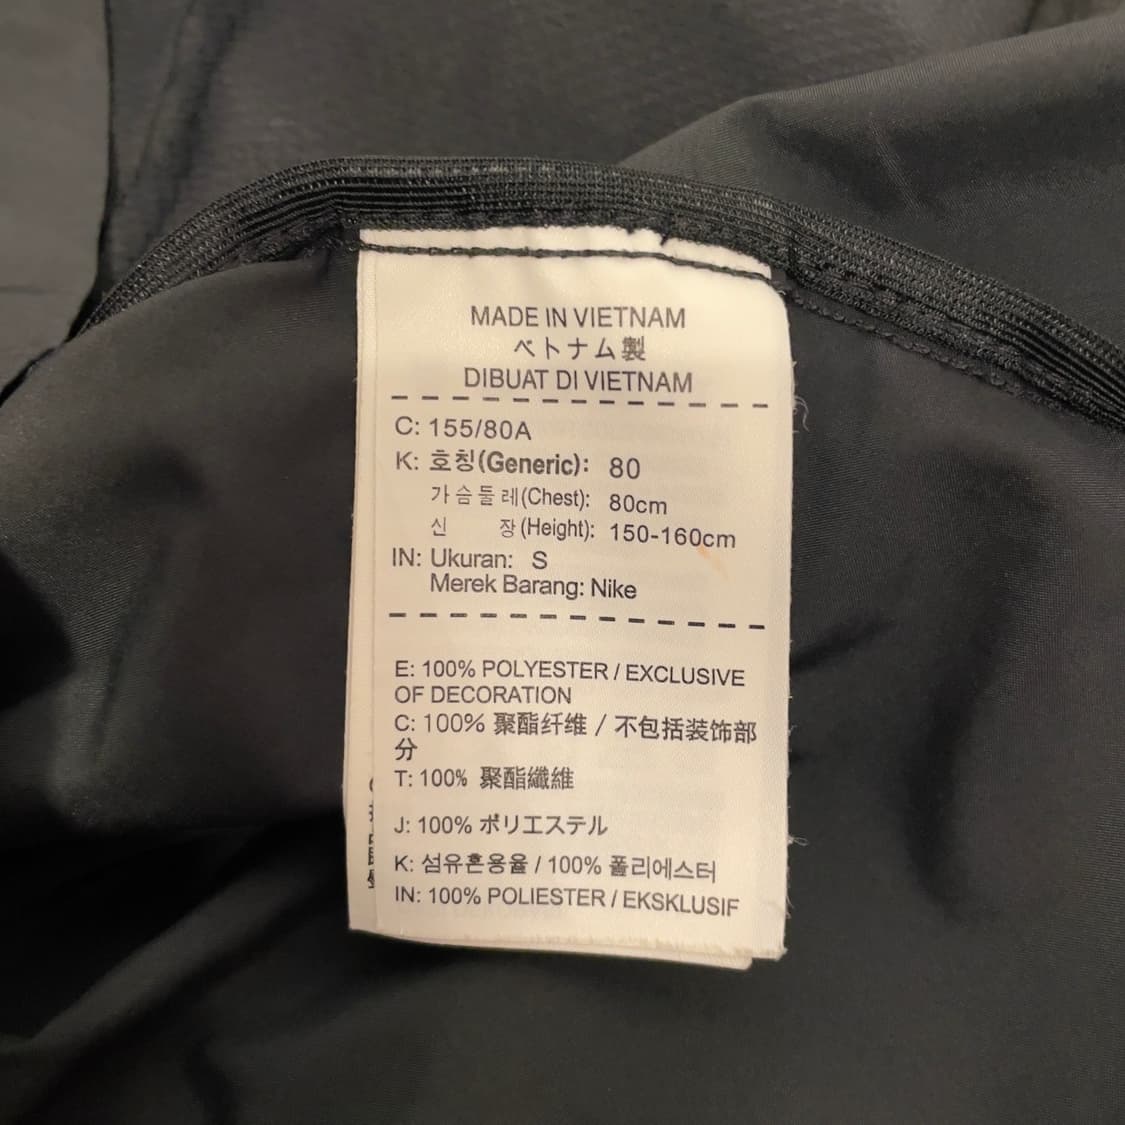 MADE IN VIETNAM
ベトナム製
DIBUAT DI VIETNAM
C: 155/80A
K: 호칭(Generic): 80
가슴둘레(Chest): 80cm
신 장(Height): 150-160cm
IN: Ukuran: S
Merek Barang: Nike
E: 100% POLYESTER / EXCLUSIVE
OF DECORATION
C: 100% 聚酯纤维 / 不包括装饰部
分
T: 100% 聚酯纖維
J: 100% ポリエステル
K: 섬유혼용율 / 100% 폴리에스터
IN: 100% POLIESTER / EKSKLUSIF